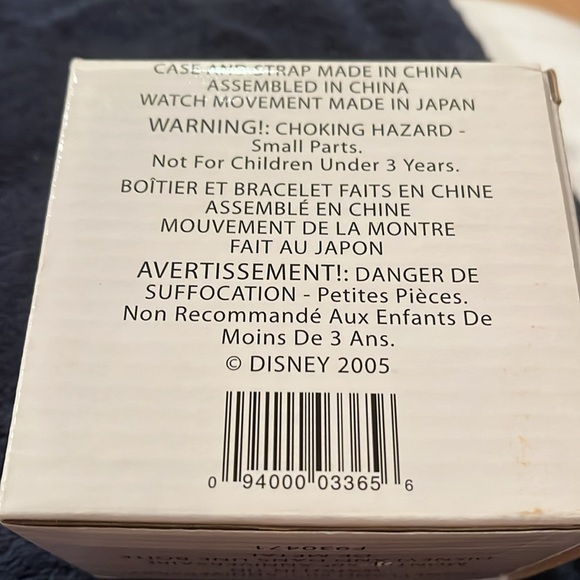 CASE AND STRAP MADE IN CHINA
ASSEMBLED IN CHINA
WATCH MOVEMENT MADE IN JAPAN
WARNING!: CHOKING HAZARD -
Small Parts.
Not For Children Under 3 Years.
BOÎTIER ET BRACELET FAITS EN CHINE
ASSEMBLÉ EN CHINE
MOUVEMENT DE LA MONTRE
FAIT AU JAPON
AVERTISSEMENT!: DANGER DE
SUFFOCATION - Petites Pièces.
Non Recommandé Aux Enfants De
Moins De 3 Ans.
© DISNEY 2005
0 94000 03365 6
F030471